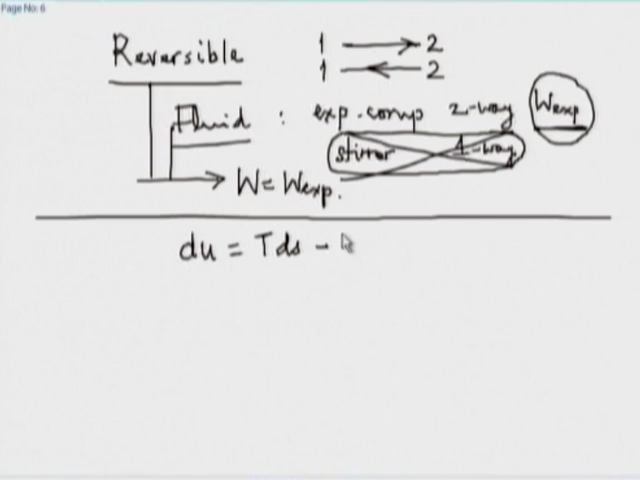 Page No: 6
Reversible 1 → 2
1 ← 2
Fluid : exp. comp 2-way Wexp
stirrer 1-way
W = Wexp.
du = Tds -